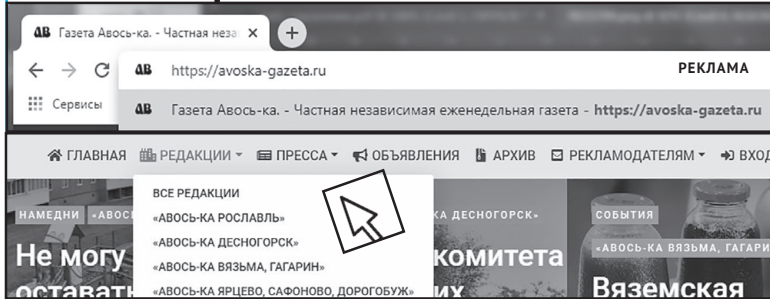 АВ Газета Авось-ка. - Частная неза
https://avoska-gazeta.ru РЕКЛАМА
Сервисы АВ Газета Авось-ка. - Частная независимая еженедельная газета - https://avoska-gazeta.ru
ГЛАВНАЯ РЕДАКЦИИ ПРЕССА ОБЪЯВЛЕНИЯ АРХИВ РЕКЛАМОДАТЕЛЯМ ВХОД
ВСЕ РЕДАКЦИИ
«АВОСЬ-КА РОСЛАВЛЬ»
«АВОСЬ-КА ДЕСНОГОРСК»
«АВОСЬ-КА ВЯЗЬМА, ГАГАРИН»
«АВОСЬ-КА ЯРЦЕВО, САФОНОВО, ДОРОГОБУЖ»
НАМЕДНИ «АВОСЬ КА ДЕСНОГОРСК»
Не могу комитета
оставать их
СОБЫТИЯ
«АВОСЬ-КА ВЯЗЬМА, ГАГАРИ
Вяземская